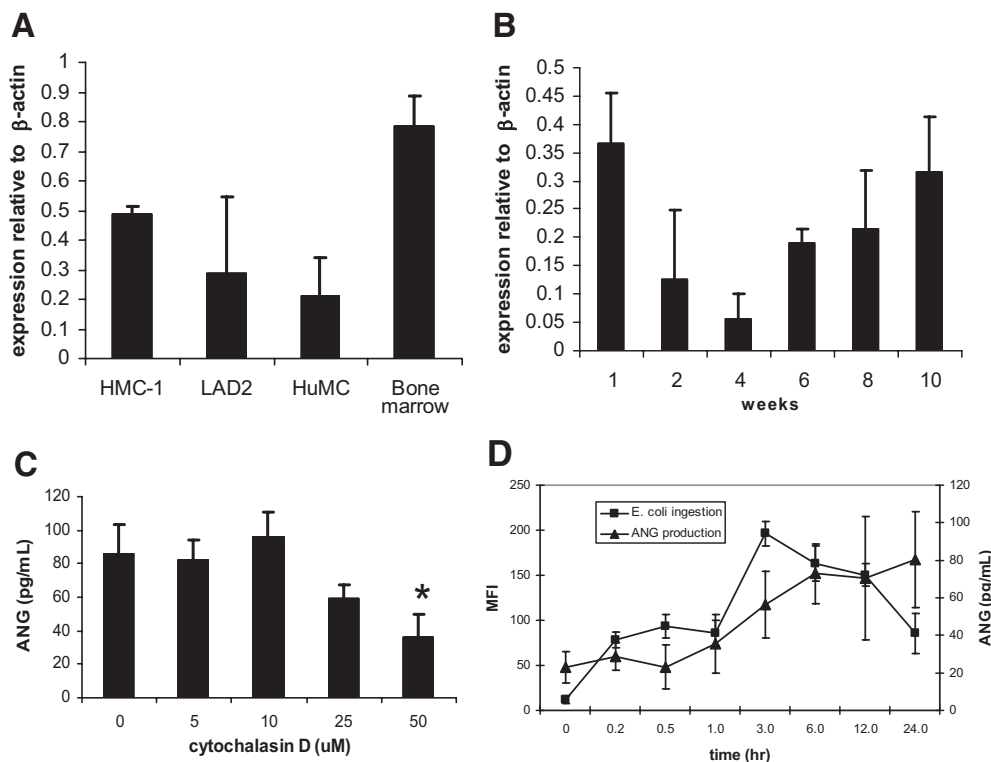 A
expression relative to β-actin
1
0.9
0.8
0.7
0.6
0.5
0.4
0.3
0.2
0.1
0
HMC-1 LAD2 HuMC Bone
marrow
B
expression relative to β-actin
0.5
0.45
0.4
0.35
0.3
0.25
0.2
0.15
0.1
0.05
0
1 2 4 6 8 10
weeks
C
ANG (pg/mL)
120
100
80
60
40
20
0
*
0 5 10 25 50
cytochalasin D (uM)
D
MFI
250
200
150
100
50
0
E. coli ingestion
ANG production
120
100
80
60
40
20
0
ANG (pg/mL)
0 0.2 0.5 1.0 3.0 6.0 12.0 24.0
time (hr)